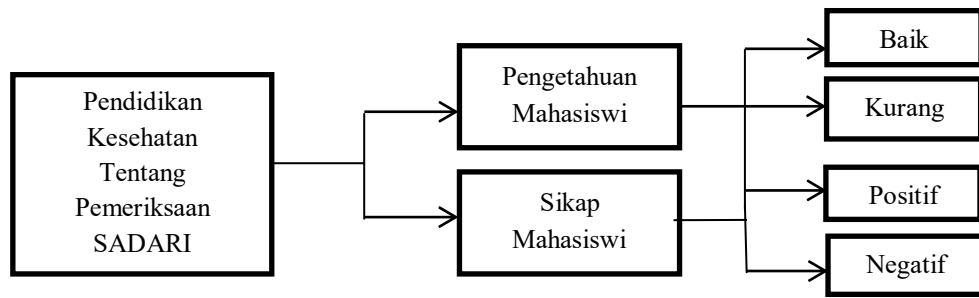 Pendidikan
Kesehatan
Tentang
Pemeriksaan
SADARI
Pengetahuan
Mahasiswi
Sikap
Mahasiswi
Baik
Kurang
Positif
Negatif